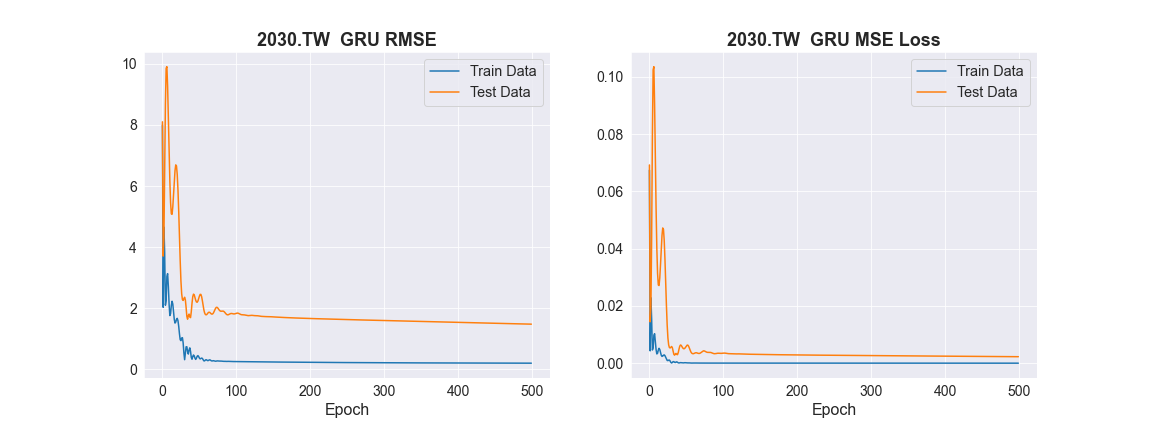 2030.TW  GRU RMSE
Train Data
Test Data
10
8
6
4
2
0
0 100 200 300 400 500
Epoch
2030.TW  GRU MSE Loss
Train Data
Test Data
0.10
0.08
0.06
0.04
0.02
0.00
0 100 200 300 400 500
Epoch